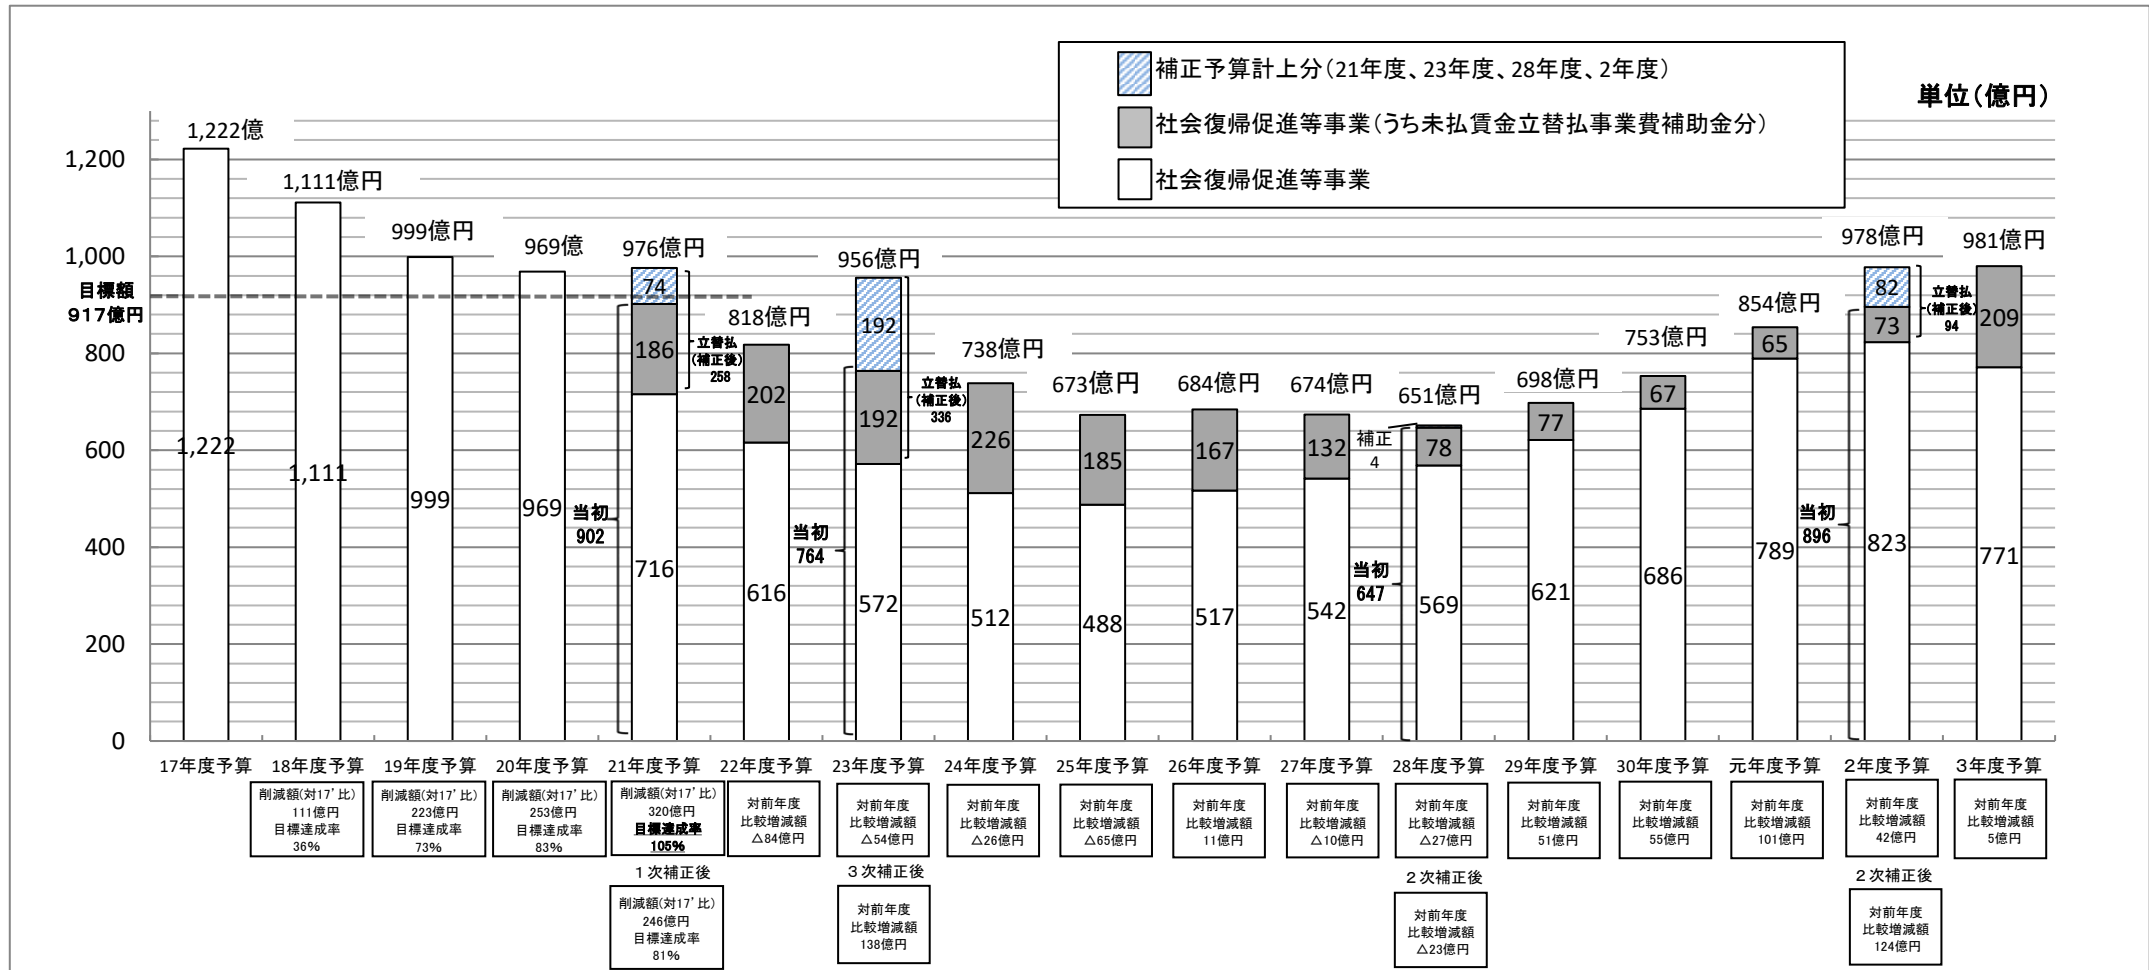 補正予算計上分(21年度、23年度、28年度、2年度)
社会復帰促進等事業(うち未払賃金立替払事業費補助金分)
社会復帰促進等事業
単位(億円)
1,200
1,000
800
600
400
200
0
目標額
917億円
1,222億
1,222
1,111億円
1,111
999億円
999
969億
969
976億円
74
186
716
当初
902
立替払
(補正後)
258
818億円
202
616
956億円
192
192
572
当初
764
立替払
(補正後)
336
738億円
226
512
673億円
185
488
684億円
167
517
674億円
132
542
補正
4
651億円
78
569
当初
647
698億円
77
621
753億円
67
686
854億円
65
789
978億円
82
73
823
当初
896
立替払
(補正後)
94
981億円
209
771
17年度予算
18年度予算
削減額(対17'比)
111億円
目標達成率
36%
19年度予算
削減額(対17'比)
223億円
目標達成率
73%
20年度予算
削減額(対17'比)
253億円
目標達成率
83%
21年度予算
削減額(対17'比)
320億円
目標達成率
105%
1次補正後
削減額(対17'比)
246億円
目標達成率
81%
22年度予算
対前年度
比較増減額
△84億円
23年度予算
対前年度
比較増減額
△54億円
3次補正後
対前年度
比較増減額
138億円
24年度予算
対前年度
比較増減額
△26億円
25年度予算
対前年度
比較増減額
△65億円
26年度予算
対前年度
比較増減額
11億円
27年度予算
対前年度
比較増減額
△10億円
28年度予算
対前年度
比較増減額
△27億円
2次補正後
対前年度
比較増減額
△23億円
29年度予算
対前年度
比較増減額
51億円
30年度予算
対前年度
比較増減額
55億円
元年度予算
対前年度
比較増減額
101億円
2年度予算
対前年度
比較増減額
42億円
2次補正後
対前年度
比較増減額
124億円
3年度予算
対前年度
比較増減額
5億円